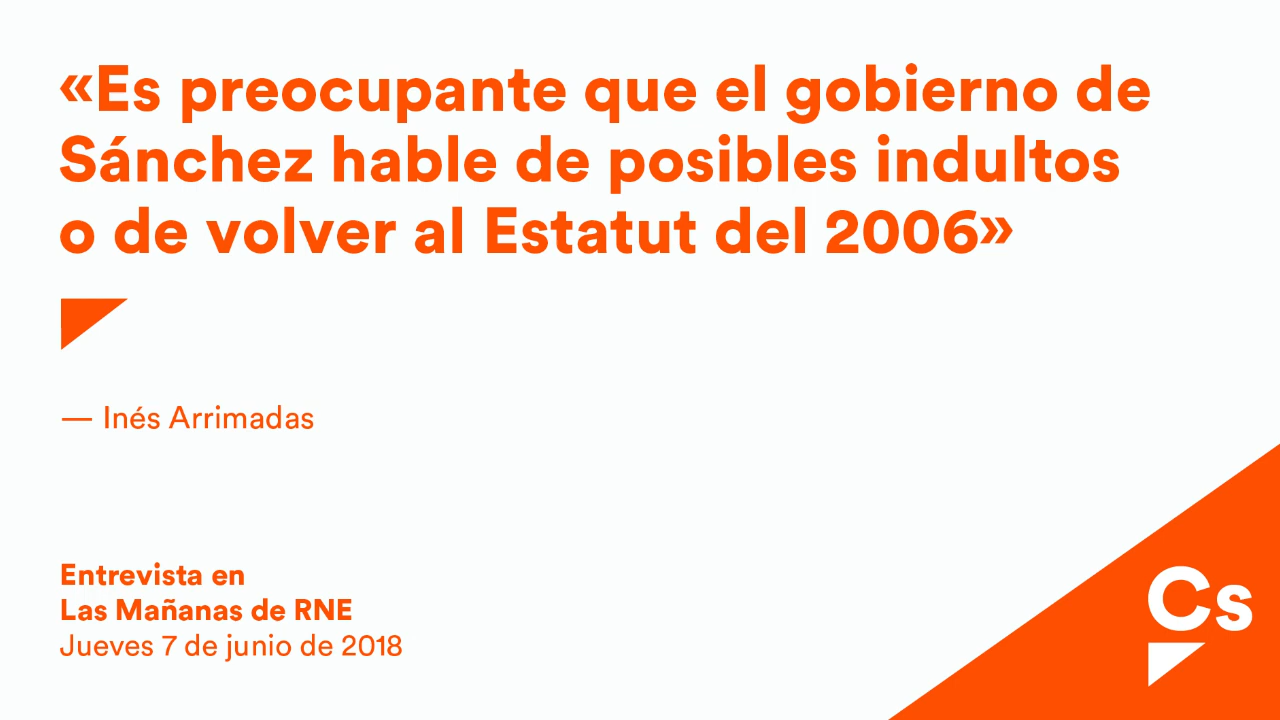 «Es preocupante que el gobierno de
Sánchez hable de posibles indultos
o de volver al Estatut del 2006»
— Inés Arrimadas
Entrevista en
Las Mañanas de RNE
Jueves 7 de junio de 2018
Cs